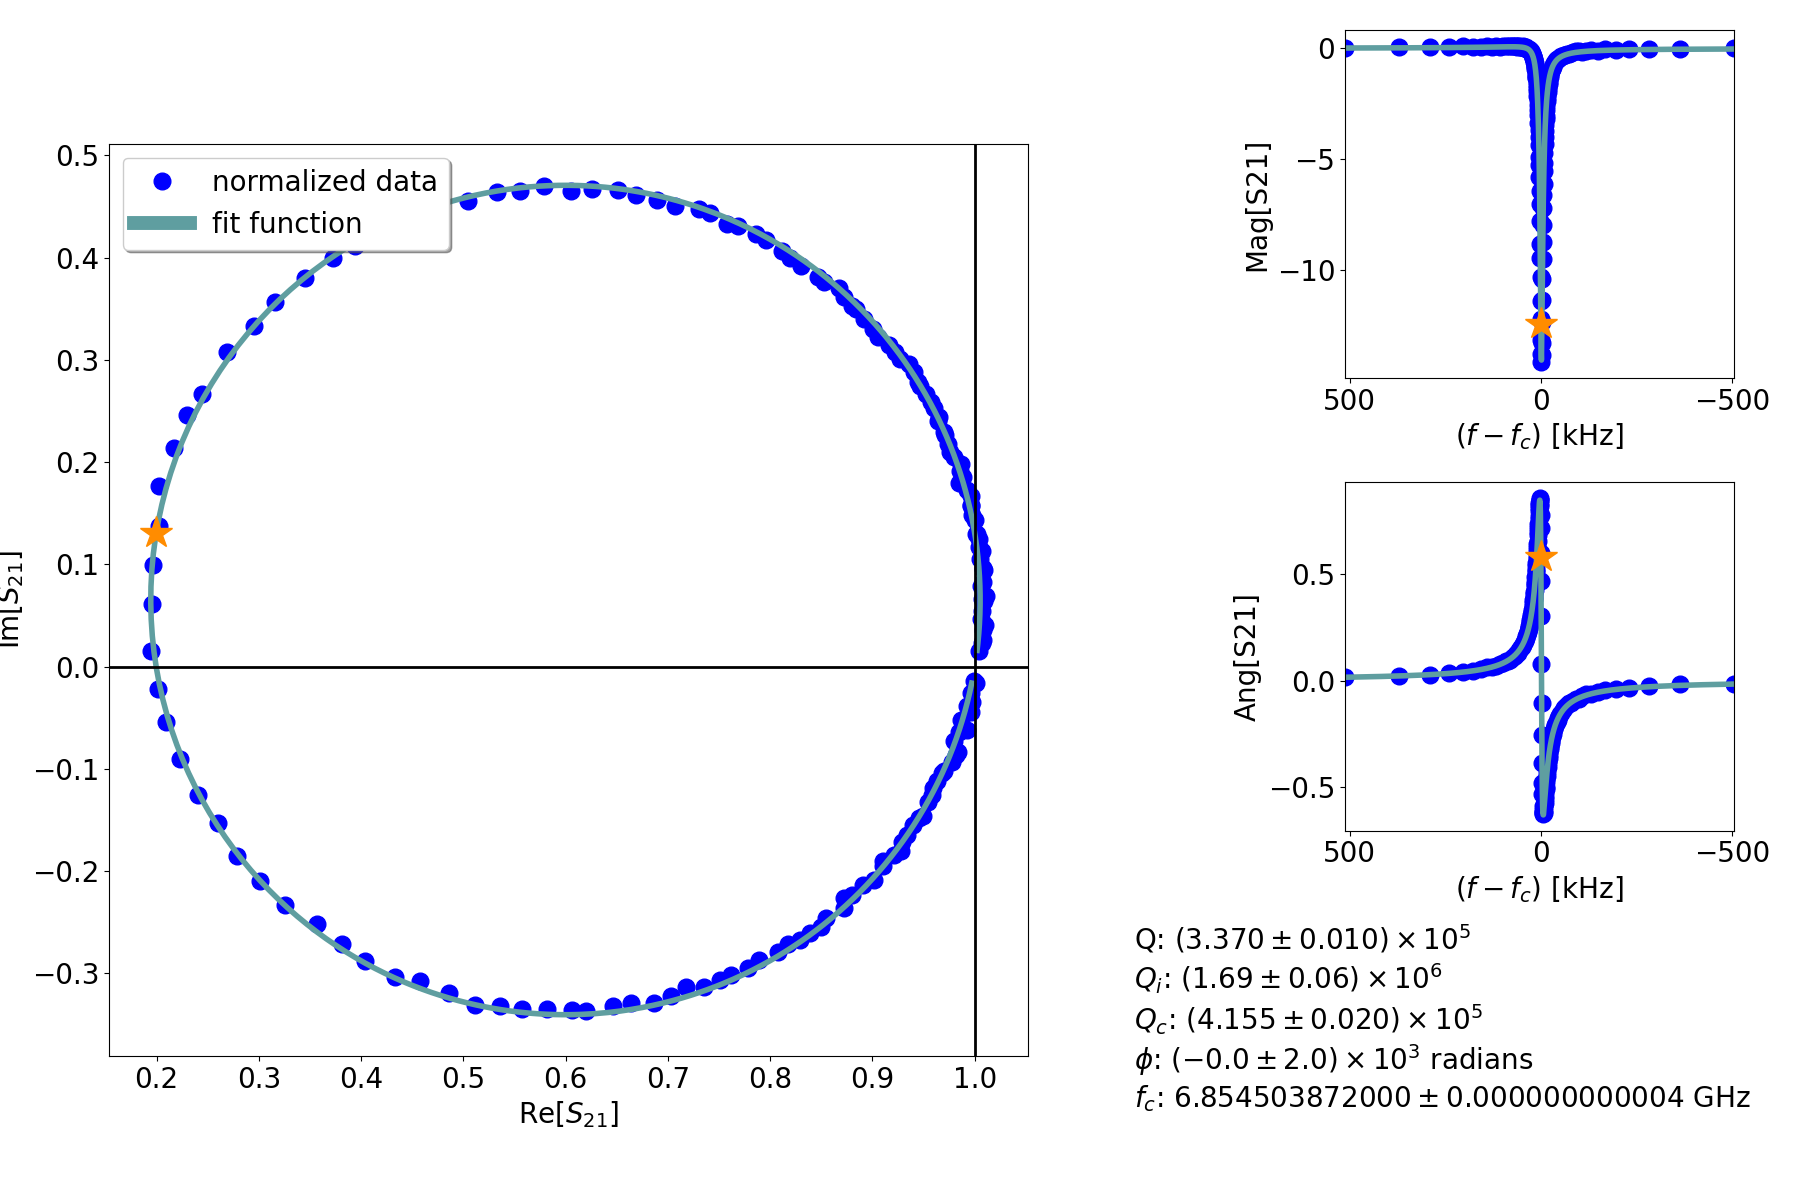 normalized data
fit function
0.5
0.4
0.3
0.2
0.1
0.0
−0.1
−0.2
−0.3
Im[S21]
0.2 0.3 0.4 0.5 0.6 0.7 0.8 0.9 1.0
Re[S21]
0
−5
−10
Mag[S21]
500 0 −500
(f − fc) [kHz]
0.5
0.0
−0.5
Ang[S21]
500 0 −500
(f − fc) [kHz]
Q: (3.370 ± 0.010) × 10^5
Qi: (1.69 ± 0.06) × 10^6
Qc: (4.155 ± 0.020) × 10^5
ϕ: (−0.0 ± 2.0) × 10^3 radians
fc: 6.854503872000 ± 0.000000000004 GHz